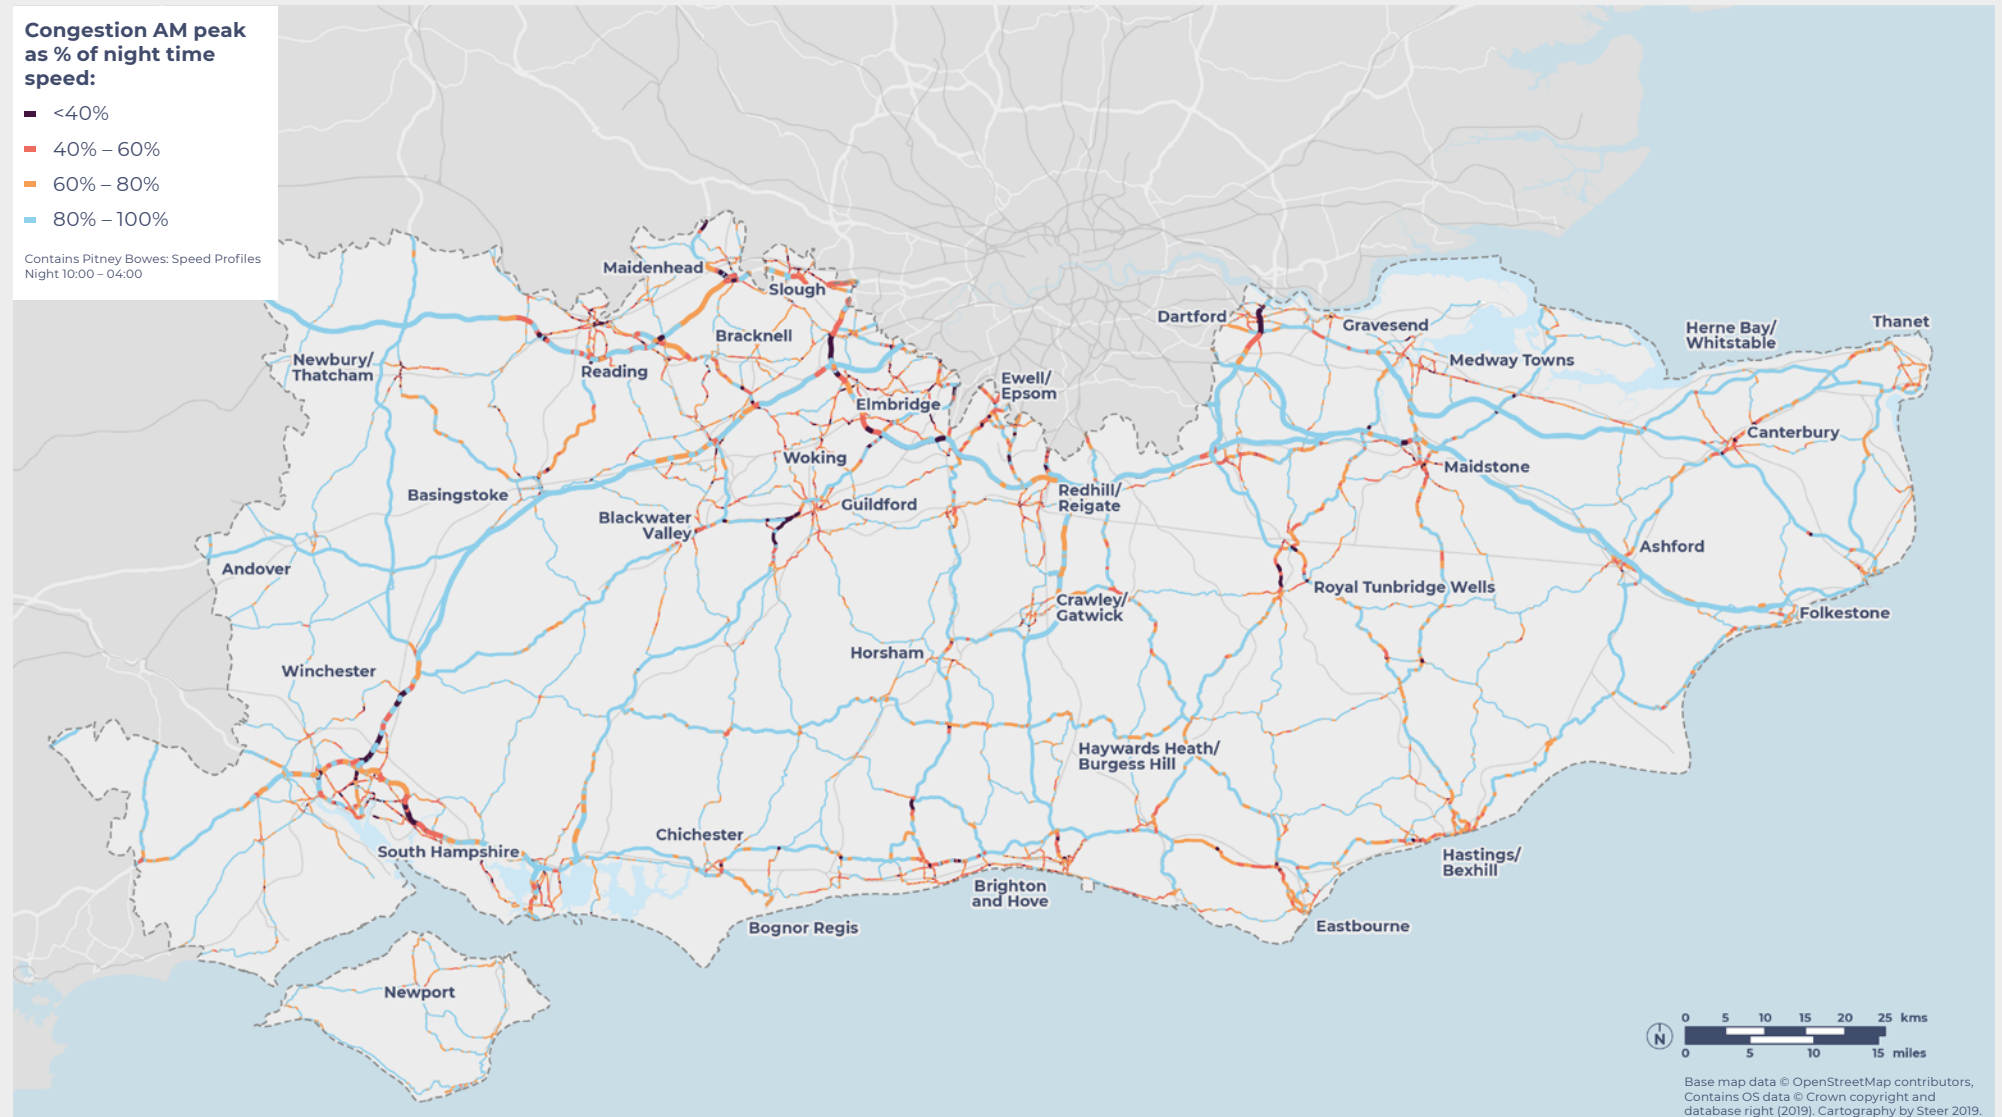 Congestion AM peak
as % of night time
speed:
<40%
40% – 60%
60% – 80%
80% – 100%
Contains Pitney Bowes: Speed Profiles
Night 10:00 – 04:00
Maidenhead
Slough
Dartford
Gravesend
Herne Bay/
Whitstable
Thanet
Bracknell
Newbury/
Thatcham
Reading
Medway Towns
Ewell/
Epsom
Elmbridge
Canterbury
Woking
Maidstone
Basingstoke
Guildford
Redhill/
Reigate
Blackwater
Valley
Ashford
Andover
Royal Tunbridge Wells
Crawley/
Gatwick
Folkestone
Horsham
Winchester
Haywards Heath/
Burgess Hill
Chichester
South Hampshire
Hastings/
Bexhill
Brighton
and Hove
Bognor Regis
Eastbourne
Newport
0 5 10 15 20 25 kms
N
0 5 10 15 miles
Base map data © OpenStreetMap contributors,
Contains OS data © Crown copyright and
database right (2019). Cartography by Steer 2019.